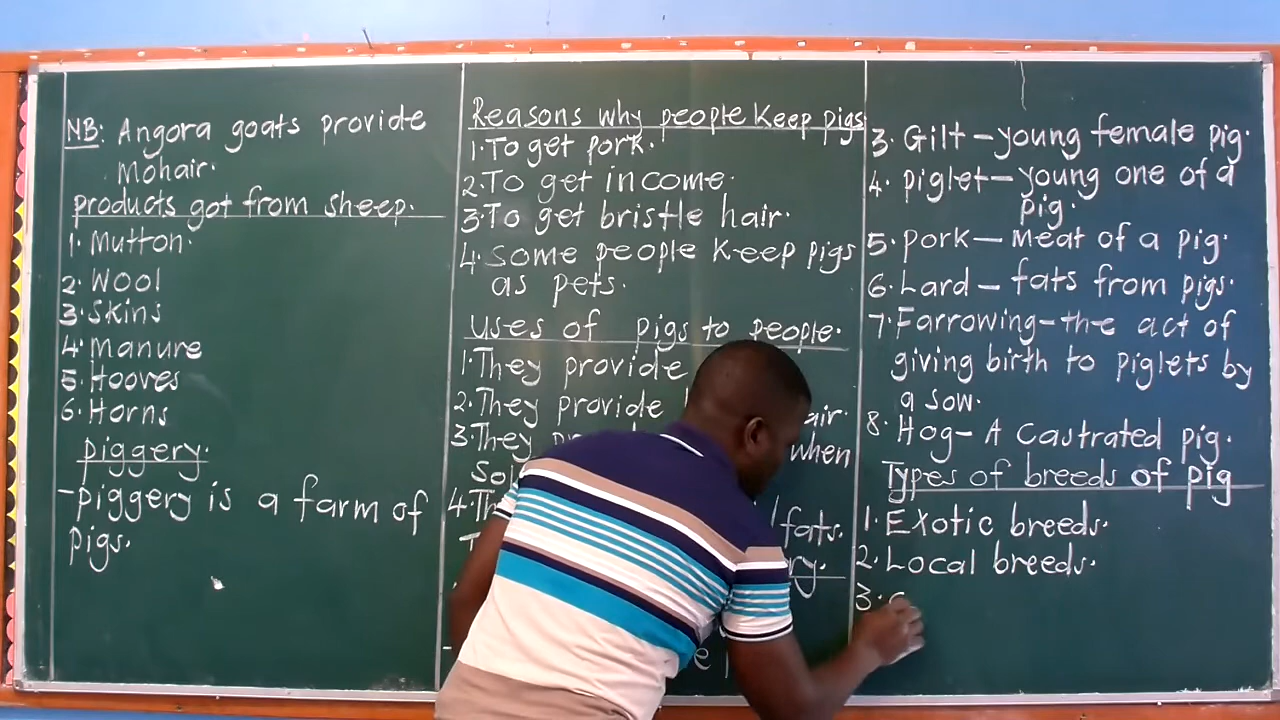 NB: Angora goats provide
Mohair.
products got from sheep.
1. Mutton.
2. Wool
3. Skins
4. Manure
5. Hooves
6. Horns
piggery.
-piggery is a farm of
pigs.
Reasons why people Keep pigs
1. To get pork.
2. To get income.
3. To get bristle hair.
4. Some people Keep pigs
as pets.
Uses of pigs to people.
1. They provide
2. They provide
3. They when
4. fats.
3. Gilt - young female pig.
4. piglet - young one of a
pig.
5. pork - Meat of a pig.
6. Lard - fats from pigs.
7. Farrowing - the act of
giving birth to piglets by
a sow.
8. Hog - A Castrated pig.
Types of breeds of pig
1. Exotic breeds.
2. Local breeds.
3.